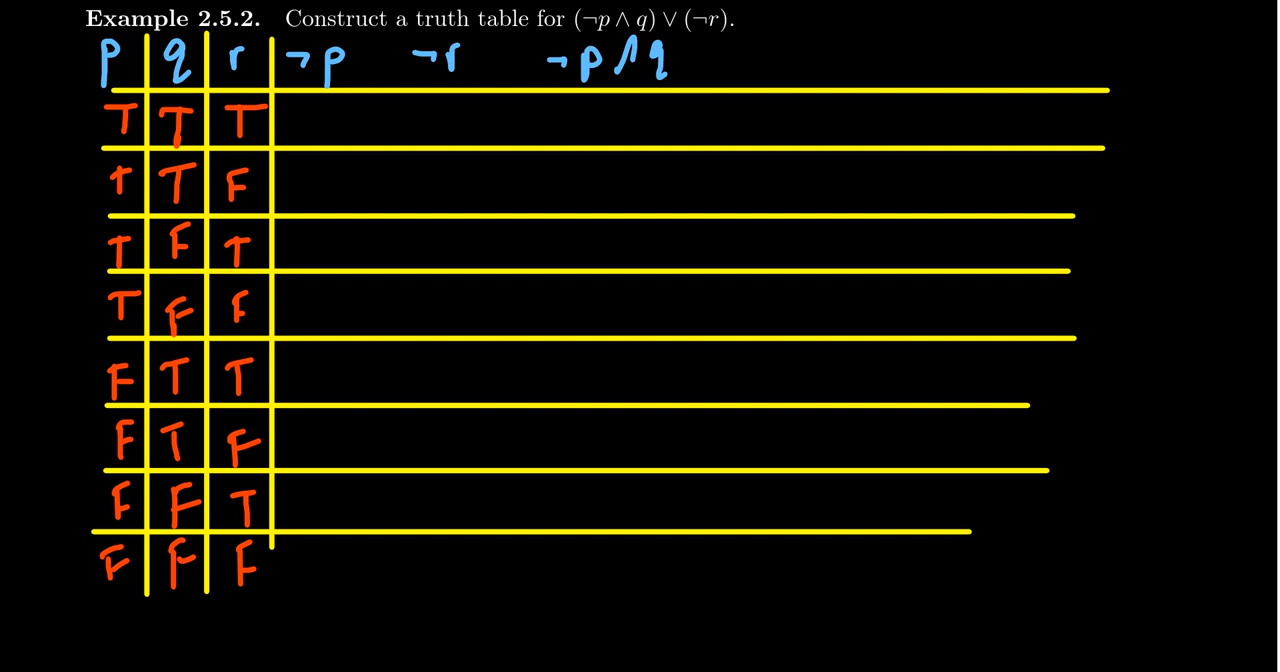 Example 2.5.2. Construct a truth table for (¬p ∧ q) ∨ (¬r).
p q r ¬p ¬r ¬p ∧ q
T T T
T T F
T F T
T F F
F T T
F T F
F F T
F F F